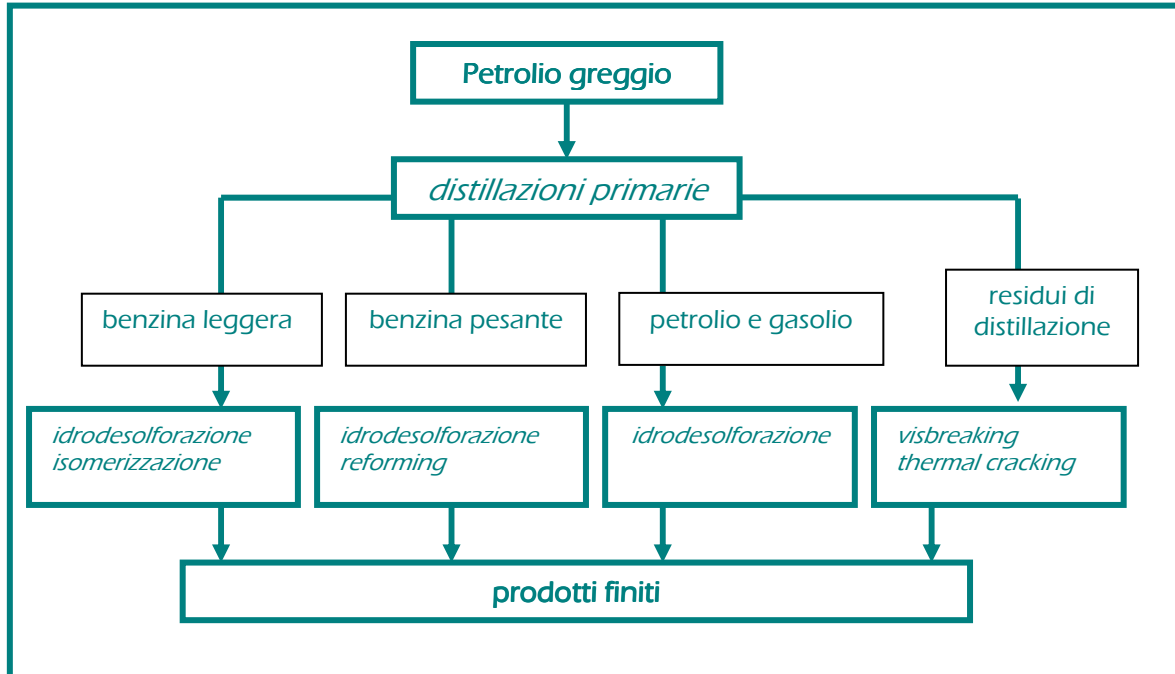 Petrolio greggio
distillazioni primarie
benzina leggera
benzina pesante
petrolio e gasolio
residui di
distillazione
idrodesolforazione
isomerizzazione
idrodesolforazione
reforming
idrodesolforazione
visbreaking
thermal cracking
prodotti finiti